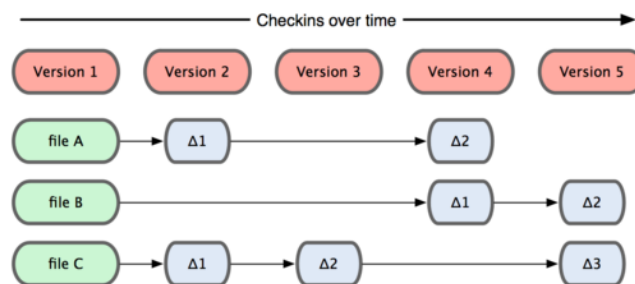 Checkins over time
Version 1 Version 2 Version 3 Version 4 Version 5
file A Δ1 Δ2
file B Δ1 Δ2
file C Δ1 Δ2 Δ3